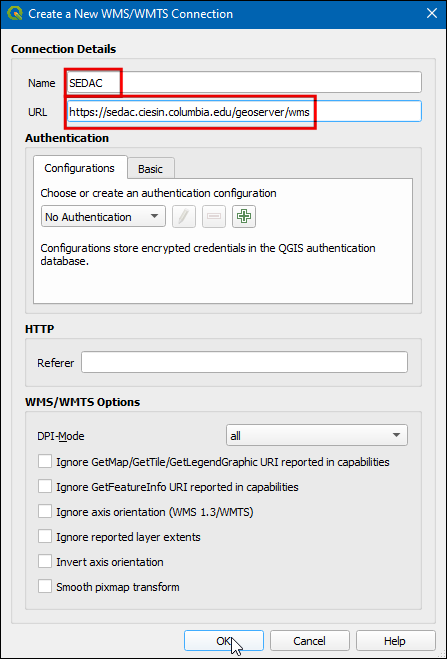 Create a New WMS/WMTS Connection
Connection Details
Name SEDAC
URL https://sedac.ciesin.columbia.edu/geoserver/wms
Authentication
Configurations Basic
Choose or create an authentication configuration
No Authentication
Configurations store encrypted credentials in the QGIS authentication
database.
HTTP
Referer
WMS/WMTS Options
DPI-Mode all
Ignore GetMap/GetTile/GetLegendGraphic URI reported in capabilities
Ignore GetFeatureInfo URI reported in capabilities
Ignore axis orientation (WMS 1.3/WMTS)
Ignore reported layer extents
Invert axis orientation
Smooth pixmap transform
OK Cancel Help